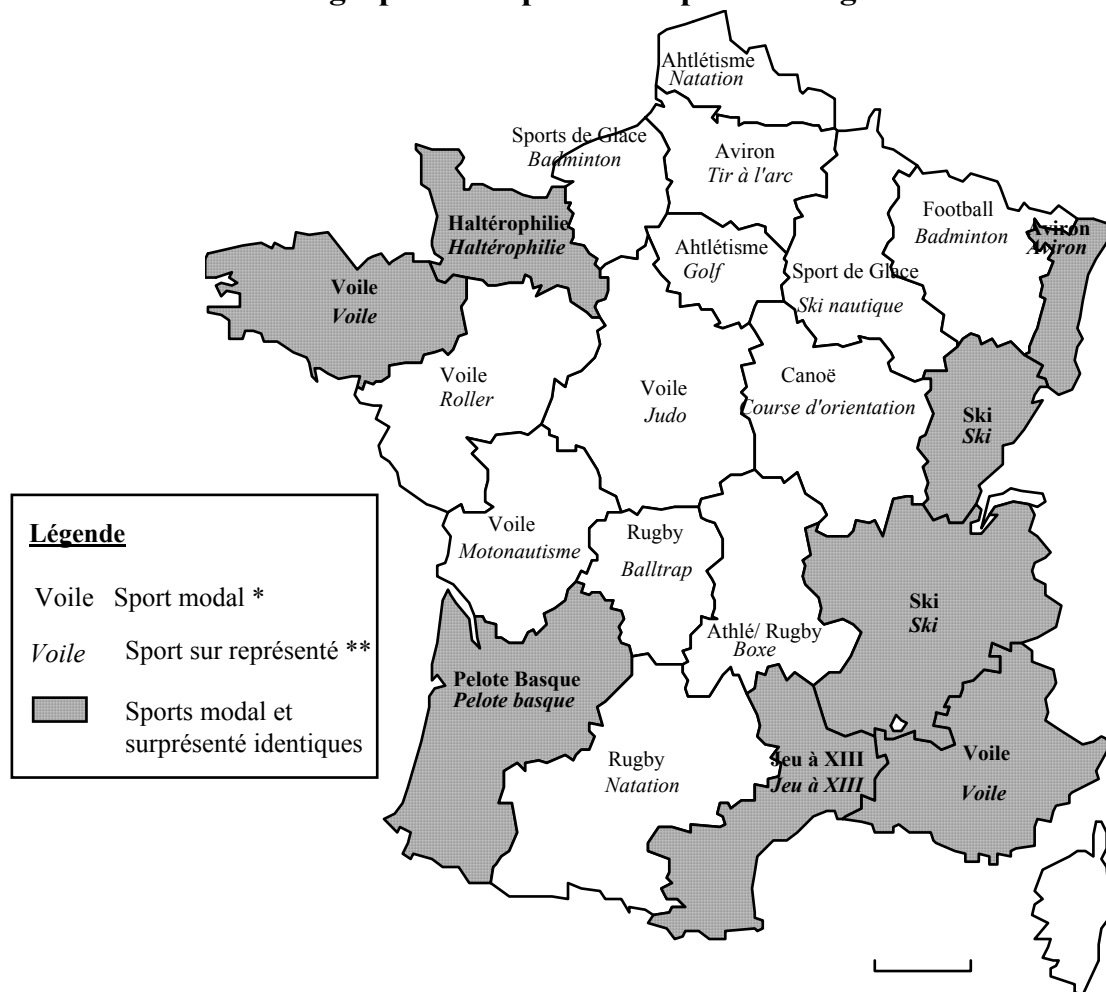 Ahtlétisme
Natation
Sports de Glace
Badminton
Aviron
Tir à l'arc
Haltérophilie
Haltérophilie
Football
Badminton
Aviron
Aviron
Ahtlétisme
Golf
Sport de Glace
Ski nautique
Voile
Voile
Voile
Roller
Voile
Judo
Canoë
Course d'orientation
Ski
Ski
Voile
Motonautisme
Rugby
Balltrap
Ski
Ski
Athlé/ Rugby
Boxe
Pelote Basque
Pelote basque
Rugby
Natation
Jeu à XIII
Jeu à XIII
Voile
Voile
Légende
Voile Sport modal *
Voile Sport sur représenté **
Sports modal et
surprésenté identiques